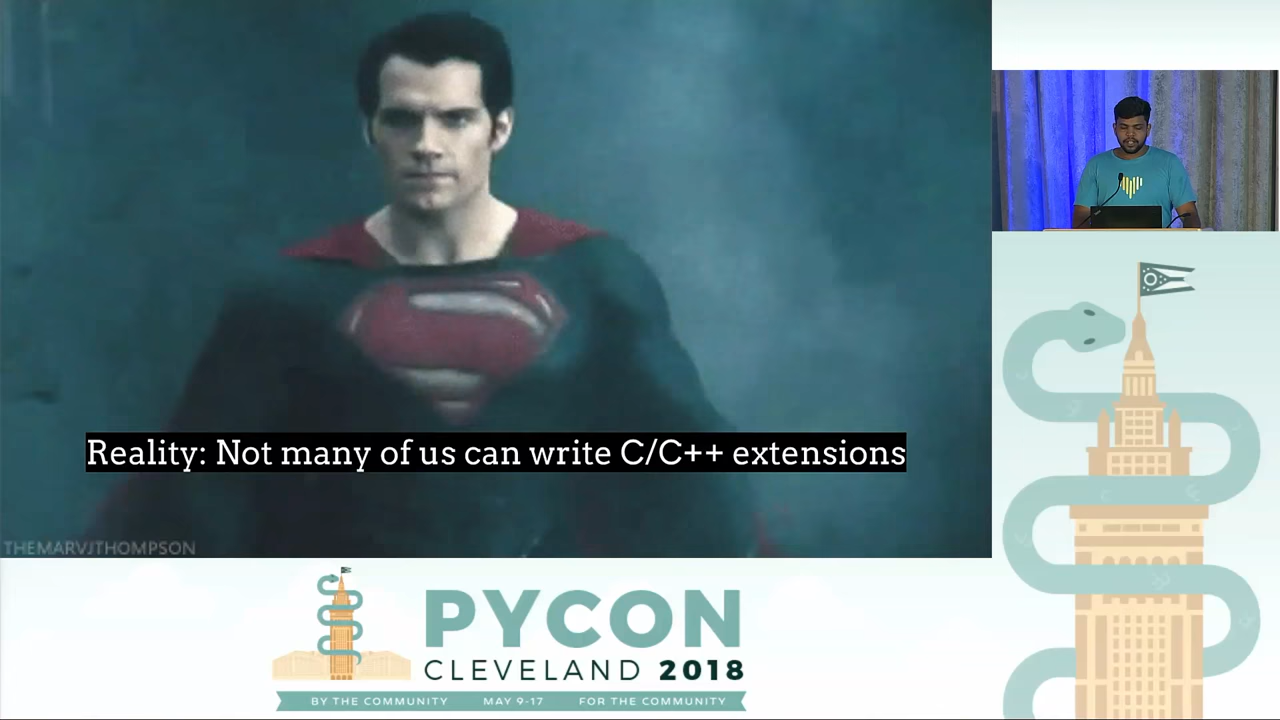 Reality: Not many of us can write C/C++ extensions
THEMARVJTHOMPSON
PYCON
CLEVELAND 2018
BY THE COMMUNITY MAY 9-17 FOR THE COMMUNITY